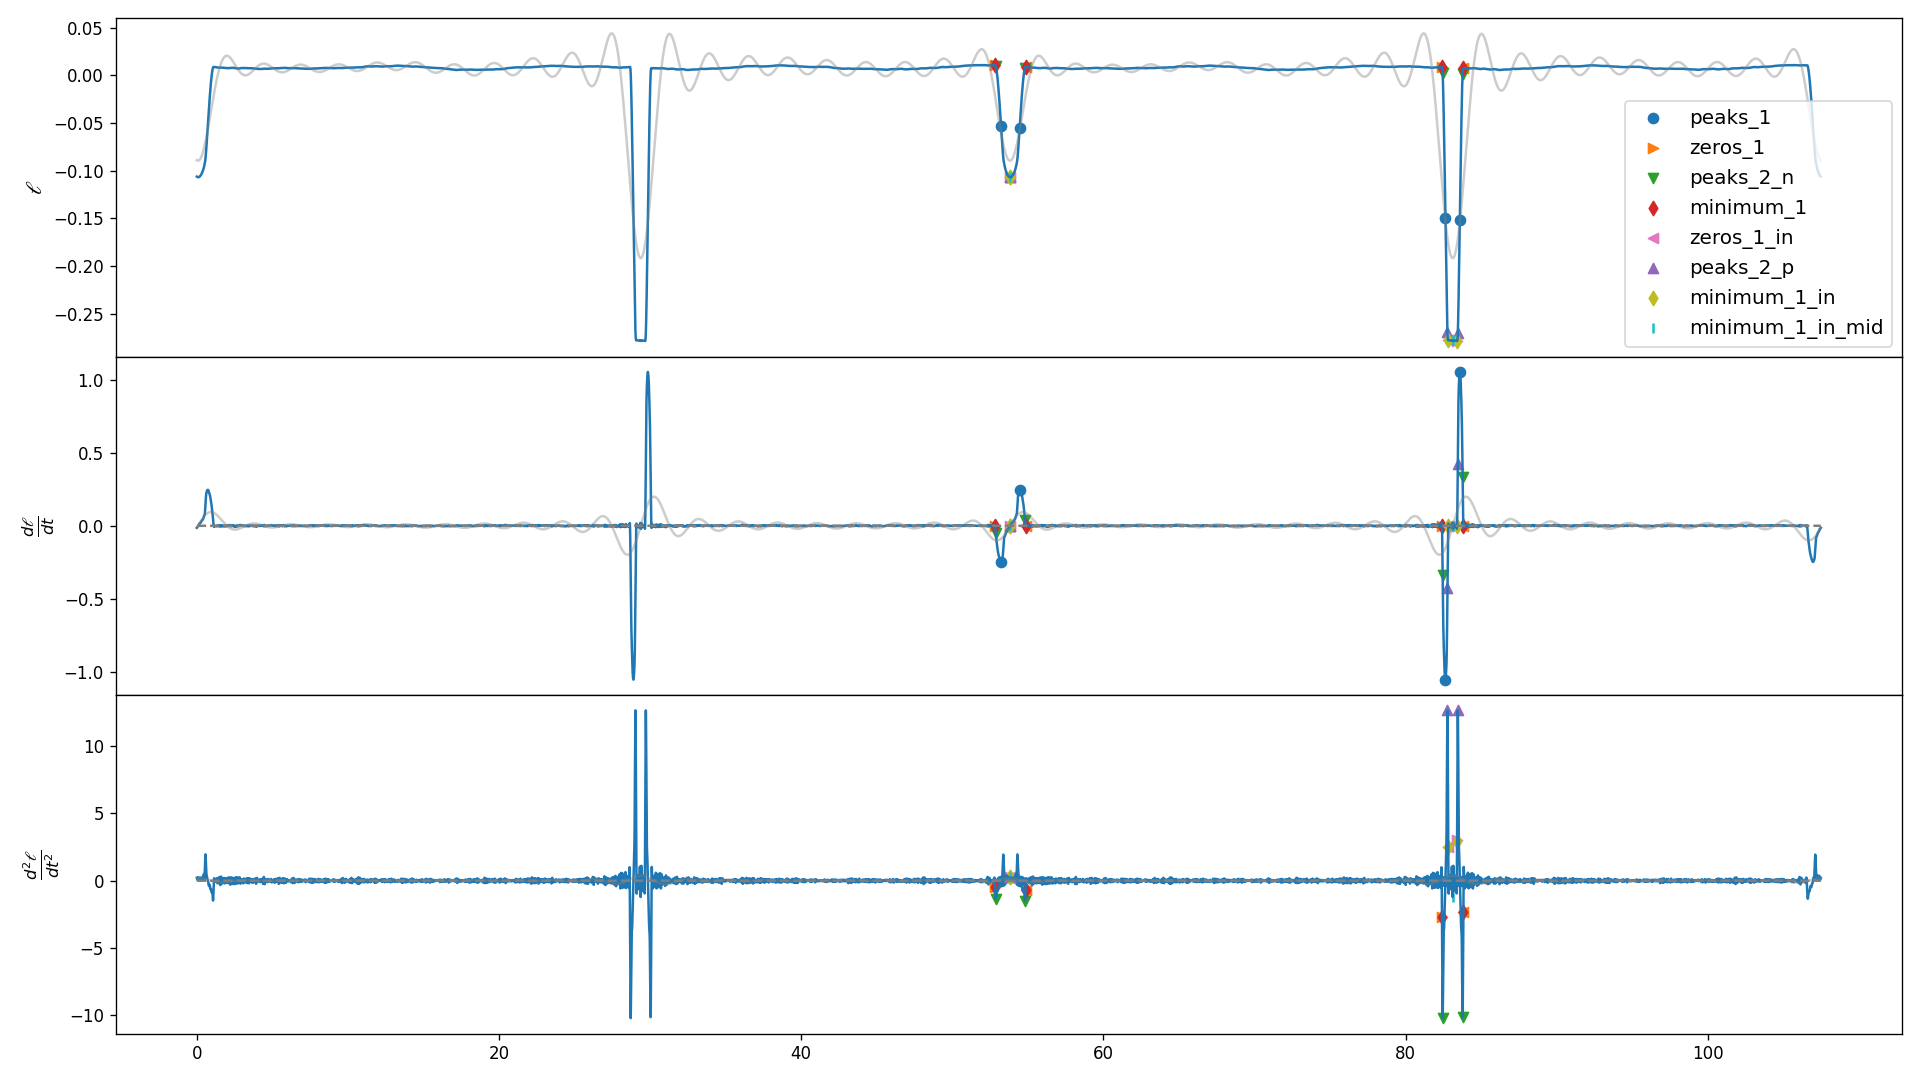 0.05
0.00
−0.05
−0.10
−0.15
−0.20
−0.25
ℓ
peaks_1
zeros_1
peaks_2_n
minimum_1
zeros_1_in
peaks_2_p
minimum_1_in
minimum_1_in_mid
1.0
0.5
0.0
−0.5
−1.0
dℓ
dt
10
5
0
−5
−10
d²ℓ
dt²
0 20 40 60 80 100